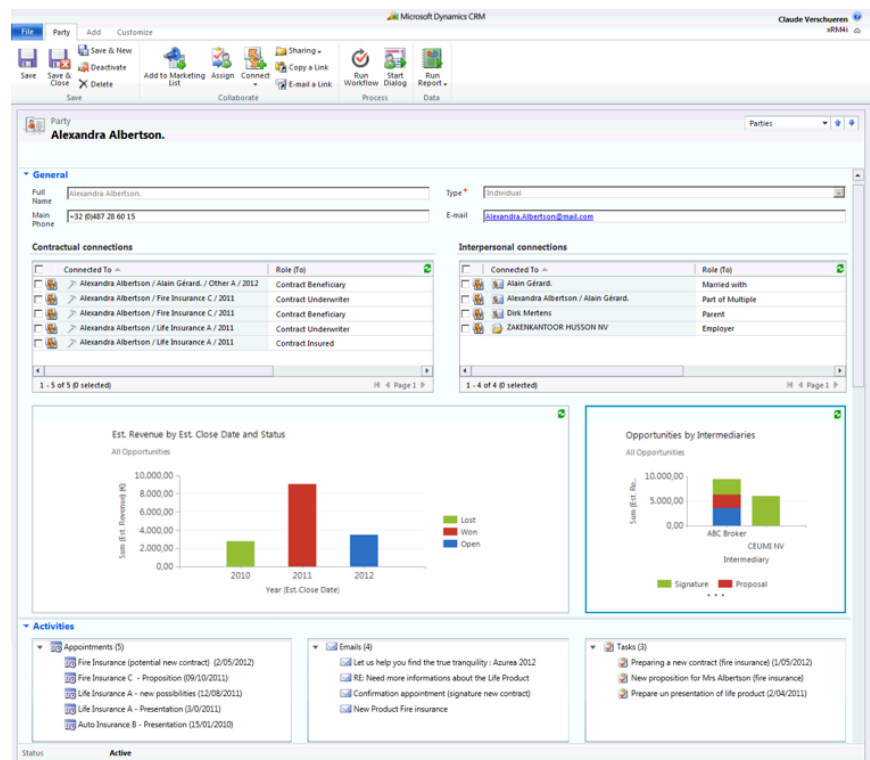 Microsoft Dynamics CRM
Claude Verschueren
xRM4i
File Party Add Customize
Save
Save & Close
Save & New
Deactivate
Delete
Save
Add to Marketing List
Assign
Connect
Sharing
Copy a Link
E-mail a Link
Collaborate
Run Workflow
Start Dialog
Process
Run Report
Data
Party
Alexandra Albertson.
Parties
General
Full Name Alexandra Albertson.
Type * Individual
Main Phone +32 (0)487 28 60 15
E-mail Alexandra.Albertson@mail.com
Contractual connections
Connected To Role (To)
Alexandra Albertson / Alain Gérard. / Other A / 2012 Contract Beneficiary
Alexandra Albertson / Fire Insurance C / 2011 Contract Underwriter
Alexandra Albertson / Fire Insurance C / 2011 Contract Beneficiary
Alexandra Albertson / Life Insurance A / 2011 Contract Underwriter
Alexandra Albertson / Life Insurance A / 2011 Contract Insured
1 - 5 of 5 (0 selected) Page 1
Interpersonal connections
Connected To Role (To)
Alain Gérard. Married with
Alexandra Albertson / Alain Gérard. Part of Multiple
Dirk Mertens Parent
ZAKENKANTOOR HUSSON NV Employer
1 - 4 of 4 (0 selected) Page 1
Est. Revenue by Est. Close Date and Status
All Opportunities
Sum (Est. Revenue) (€)
10.000,00
8.000,00
6.000,00
4.000,00
2.000,00
0,00
2010 2011 2012
Year (Est.Close Date)
Lost
Won
Open
Opportunities by Intermediaries
All Opportunities
Sum (Est. Re...
10.000,00
5.000,00
0,00
ABC Broker
CEUMI NV
Intermediary
Signature Proposal
Activities
Appointments (5)
Fire Insurance (potential new contract) (2/05/2012)
Fire Insurance C - Proposition (09/10/2011)
Life Insurance A - new possibilities (12/08/2011)
Life Insurance A - Presentation (3/0/2011)
Auto Insurance B - Presentation (15/01/2010)
Emails (4)
Let us help you find the true tranquility : Azurea 2012
RE: Need more informations about the Life Product
Confirmation appointment (signature new contract)
New Product Fire insurance
Tasks (3)
Preparing a new contract (fire insurance) (1/05/2012)
New proposition for Mrs Albertson (fire insurance)
Prepare un presentation of life product (2/04/2011)
Status Active